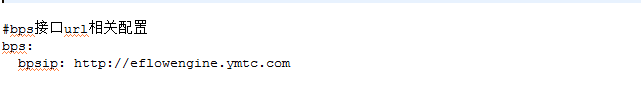 #bps接口url相关配置
bps:
  bpsip: http://eflowengine.ymtc.com